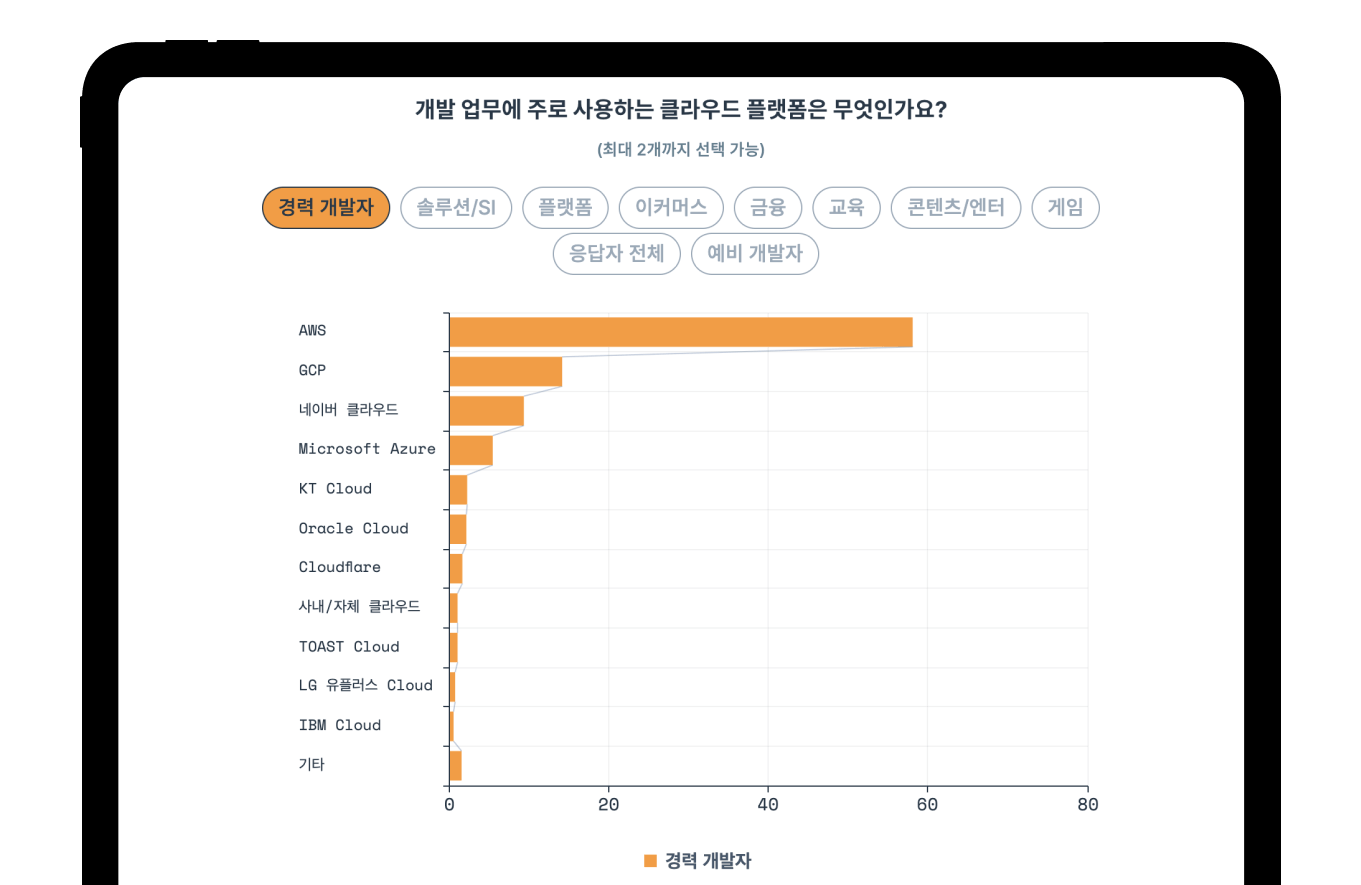 개발 업무에 주로 사용하는 클라우드 플랫폼은 무엇인가요?
(최대 2개까지 선택 가능)
경력 개발자 솔루션/SI 플랫폼 이커머스 금융 교육 콘텐츠/엔터 게임
응답자 전체 예비 개발자
AWS
GCP
네이버 클라우드
Microsoft Azure
KT Cloud
Oracle Cloud
Cloudflare
사내/자체 클라우드
TOAST Cloud
LG 유플러스 Cloud
IBM Cloud
기타
0 20 40 60 80
경력 개발자